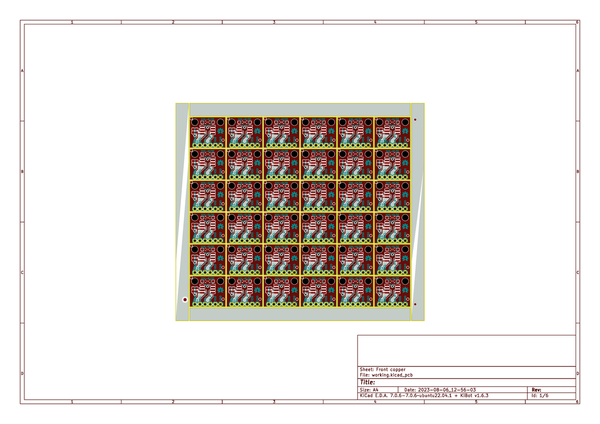 1 2 3 4 5 6
A A
B B
C C
D D
Sheet: Front copper
File: working.kicad_pcb
Title:
Size: A4 Date: 2023-08-06_12-56-03 Rev:
KiCad E.D.A. 7.0.6-7.0.6~ubuntu22.04.1 + KiBot v1.6.3 Id: 1/6
1 2 3 4 5 6